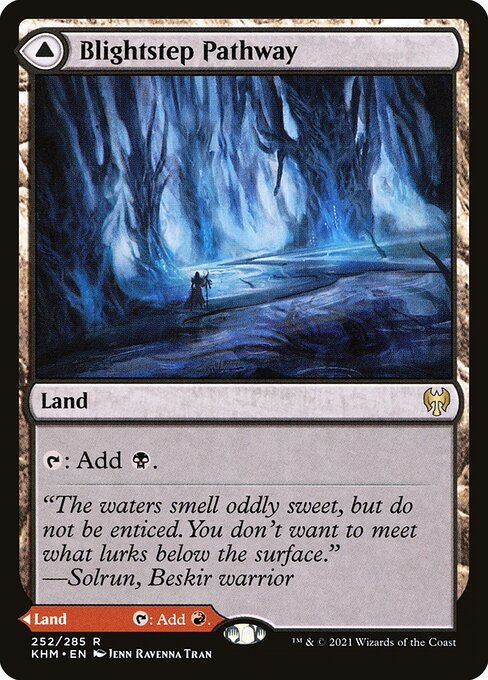 Blightstep Pathway
Land
: Add .
“The waters smell oddly sweet, but do
not be enticed. You don’t want to meet
what lurks below the surface.”
—Solrun, Beskir warrior
Land : Add .
252/285 R
KHM • EN Jenn Ravenna Tran
™ & © 2021 Wizards of the Coast